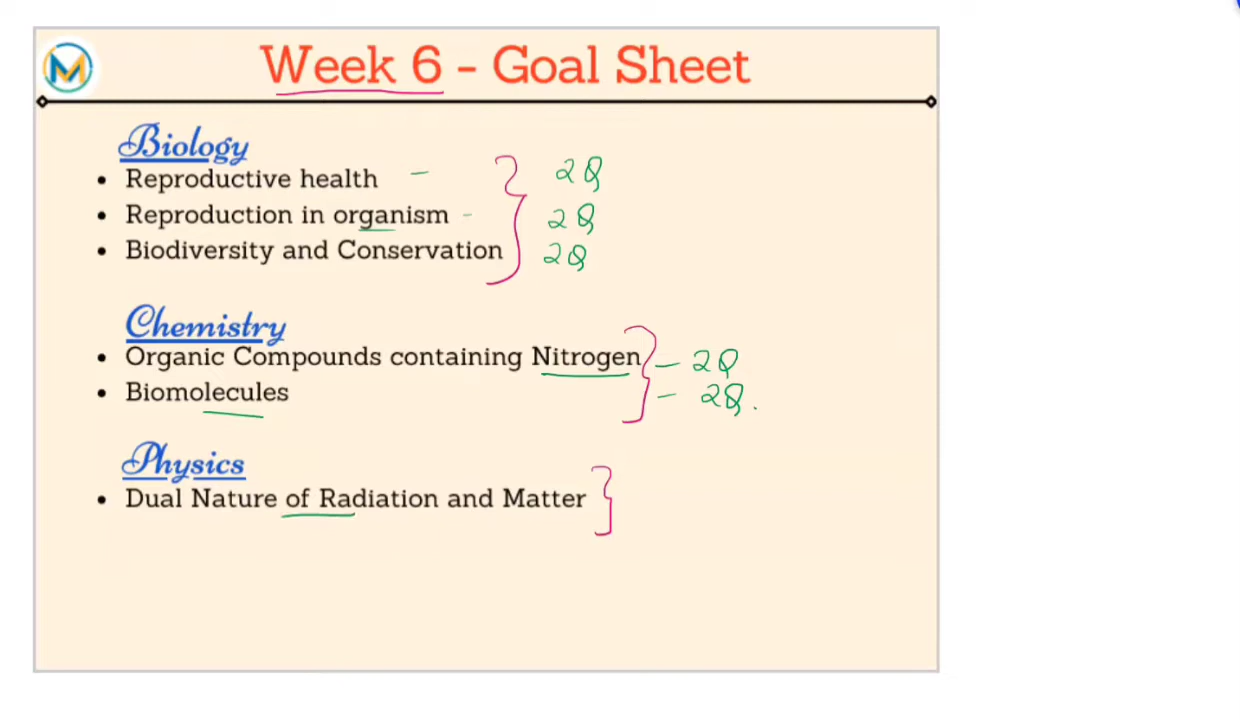 Week 6 - Goal Sheet
Biology
• Reproductive health - 2Q
• Reproduction in organism - 2Q
• Biodiversity and Conservation 2Q
Chemistry
• Organic Compounds containing Nitrogen - 2Q
• Biomolecules - 2Q.
Physics
• Dual Nature of Radiation and Matter